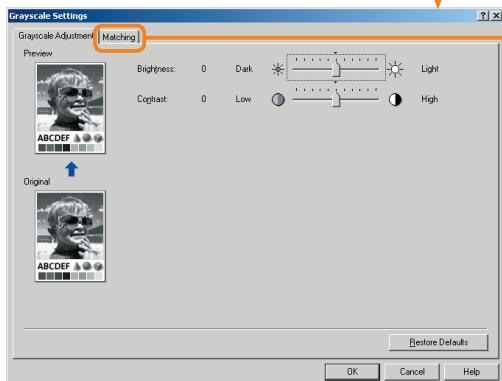 Grayscale Settings
Grayscale Adjustment Matching
Preview
Brightness: 0 Dark Light
Contrast: 0 Low High
ABCDEF
Original
ABCDEF
Restore Defaults
OK Cancel Help